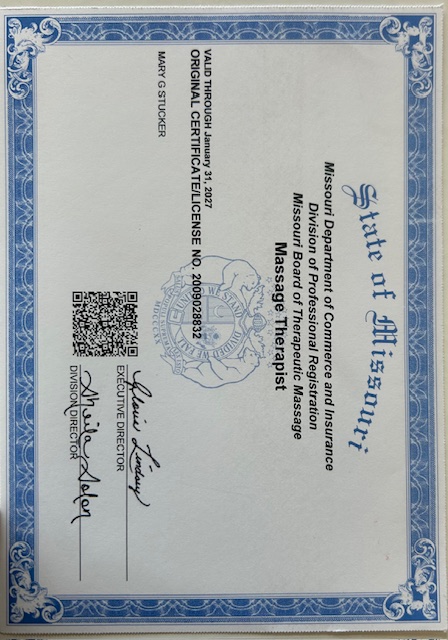 State of Missouri
Missouri Department of Commerce and Insurance
Division of Professional Registration
Missouri Board of Therapeutic Massage
Massage Therapist
VALID THROUGH January 31, 2027
ORIGINAL CERTIFICATE/LICENSE NO. 2009028832
MARY G STUCKER
EXECUTIVE DIRECTOR
DIVISION DIRECTOR